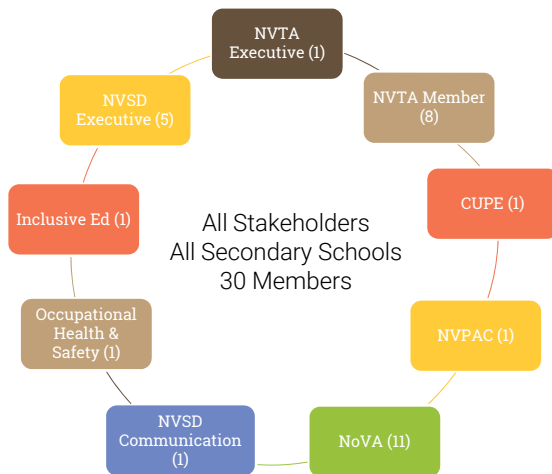 NVTA
Executive (1)
NVTA Member
(8)
CUPE (1)
NVPAC (1)
NoVA (11)
NVSD
Communication
(1)
Occupational
Health &
Safety (1)
Inclusive Ed (1)
NVSD
Executive (5)
All Stakeholders
All Secondary Schools
30 Members